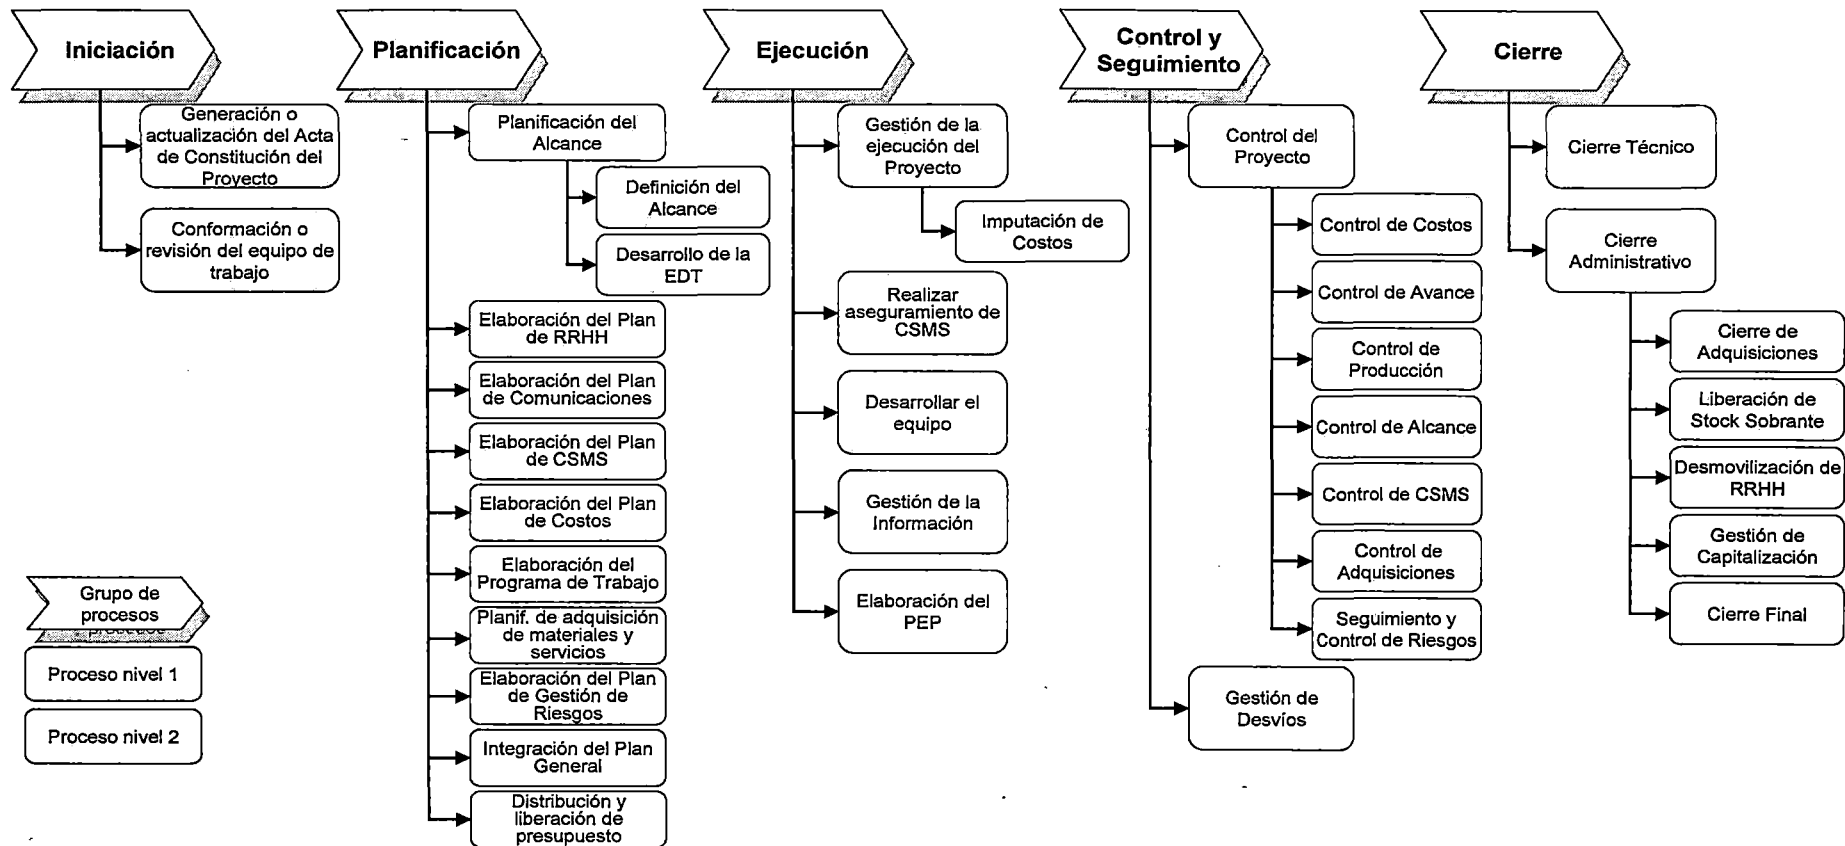 Iniciación
Generación o
actualización del Acta
de Constitución del
Proyecto
Conformación o
revisión del equipo de
trabajo
Planificación
Planificación del
Alcance
Definición del
Alcance
Desarrollo de la
EDT
Elaboración del Plan
de RRHH
Elaboración del Plan
de Comunicaciones
Elaboración del Plan
de CSMS
Elaboración del Plan
de Costos
Elaboración del
Programa de Trabajo
Planif. de adquisición
de materiales y
servicios
Elaboración del Plan
de Gestión de
Riesgos
Integración del Plan
General
Distribución y
liberación de
presupuesto
Ejecución
Gestión de la
ejecución del
Proyecto
Imputación de
Costos
Realizar
aseguramiento de
CSMS
Desarrollar el
equipo
Gestión de la
Información
Elaboración del
PEP
Control y
Seguimiento
Control del
Proyecto
Control de Costos
Control de Avance
Control de
Producción
Control de Alcance
Control de CSMS
Control de
Adquisiciones
Seguimiento y
Control de Riesgos
Gestión de
Desvíos
Cierre
Cierre Técnico
Cierre
Administrativo
Cierre de
Adquisiciones
Liberación de
Stock Sobrante
Desmovilización de
RRHH
Gestión de
Capitalización
Cierre Final
Grupo de
procesos
Proceso nivel 1
Proceso nivel 2